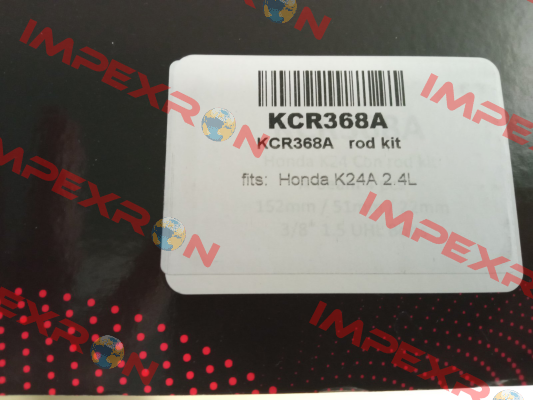 IMPEXRON
IMPEXRON
KCR368A
KCR368A rod kit
fits: Honda K24A 2.4L
IMPEXRON
IMPEXRON
IMPEXRON